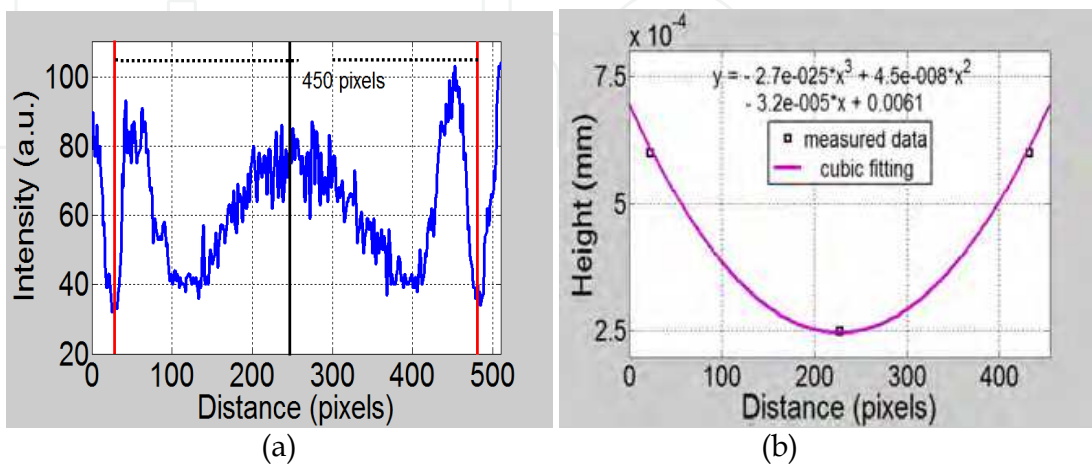 100
80
60
40
20
Intensity (a.u.)
450 pixels
0 100 200 300 400 500
Distance (pixels)
(a)
x 10^-4
7.5
5
2.5
Height (mm)
y = - 2.7e-025*x^3 + 4.5e-008*x^2
- 3.2e-005*x + 0.0061
measured data
cubic fitting
0 100 200 300 400
Distance (pixels)
(b)